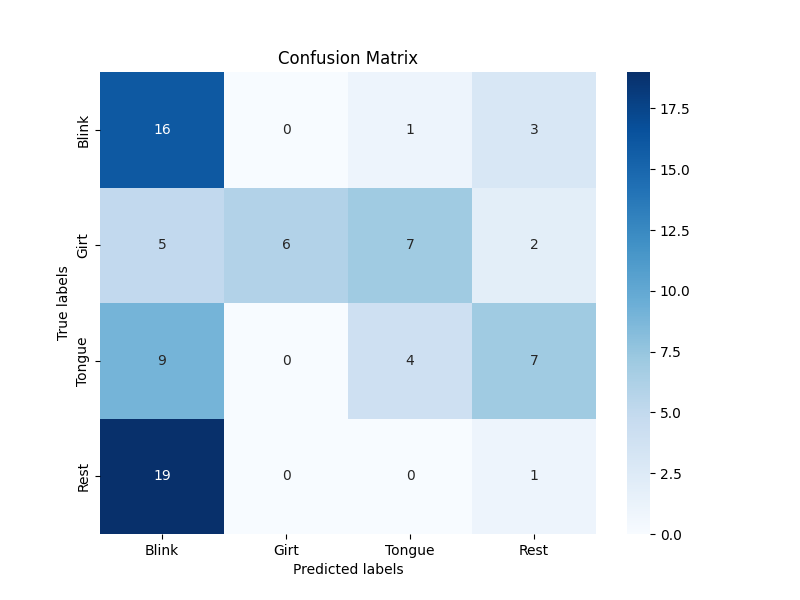 Confusion Matrix
True labels
Blink
16 0 1 3
Girt
5 6 7 2
Tongue
9 0 4 7
Rest
19 0 0 1
Blink Girt Tongue Rest
Predicted labels
17.5
15.0
12.5
10.0
7.5
5.0
2.5
0.0